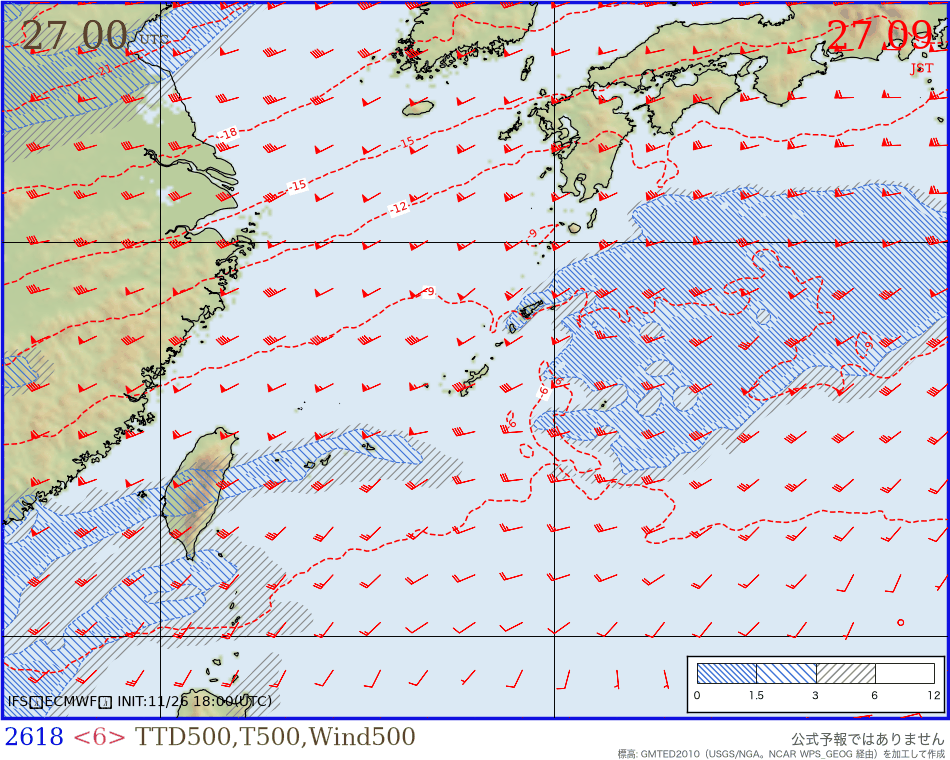 27 00 UTC
27 09
JST
-21
-18
-15
-15
-12
-9
-9
-9
-6
-6
IFS ECMWF INIT:11/26 18:00(UTC)
0 1.5 3 6 12
2618 <6> TTD500,T500,Wind500
公式予報ではありません
標高: GMTED2010（USGS/NGA。NCAR WPS_GEOG 経由）を加工して作成